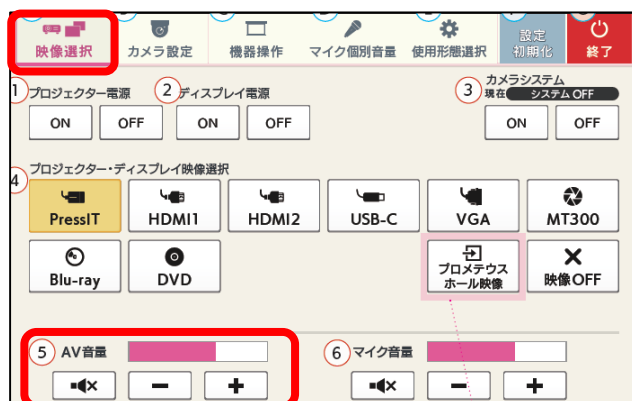 映像選択 カメラ設定 機器操作 マイク個別音量 使用形態選択 設定初期化 終了
1 プロジェクター電源 2 ディスプレイ電源 3 カメラシステム
現在 システム OFF
ON OFF ON OFF ON OFF
4 プロジェクター・ディスプレイ映像選択
PressIT HDMI1 HDMI2 USB-C VGA MT300
Blu-ray DVD プロメテウス ホール映像 映像OFF
5 AV音量 6 マイク音量
− + − +